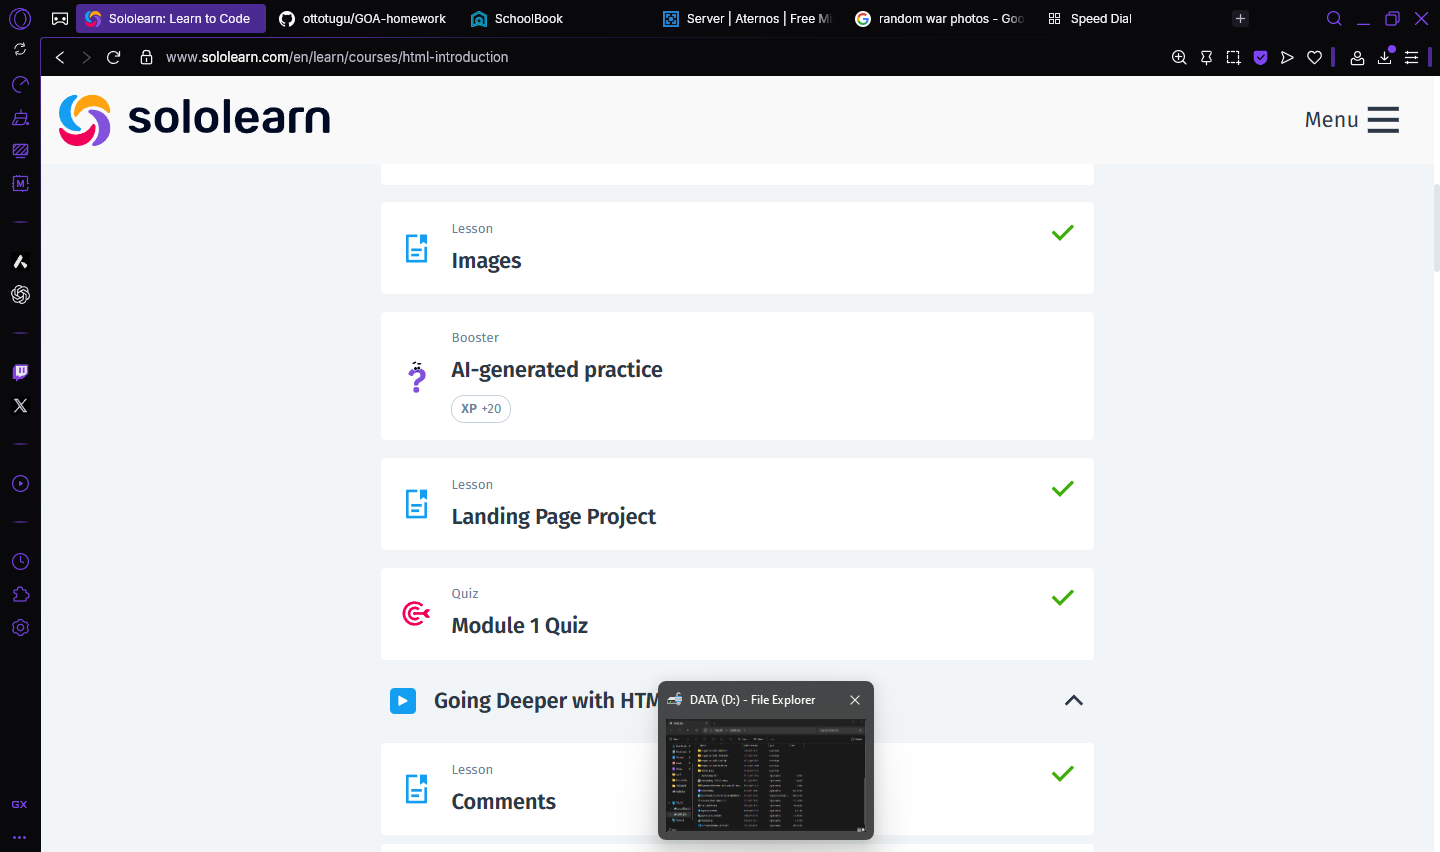 Sololearn: Learn to Code
ottotugu/GOA-homework
SchoolBook
Server | Aternos | Free Mi
random war photos - Goo
Speed Dial
www.sololearn.com/en/learn/courses/html-introduction
sololearn
Menu
Lesson
Images
Booster
AI-generated practice
XP +20
Lesson
Landing Page Project
Quiz
Module 1 Quiz
Going Deeper with HTM
DATA (D:) - File Explorer
Lesson
Comments
M
GX